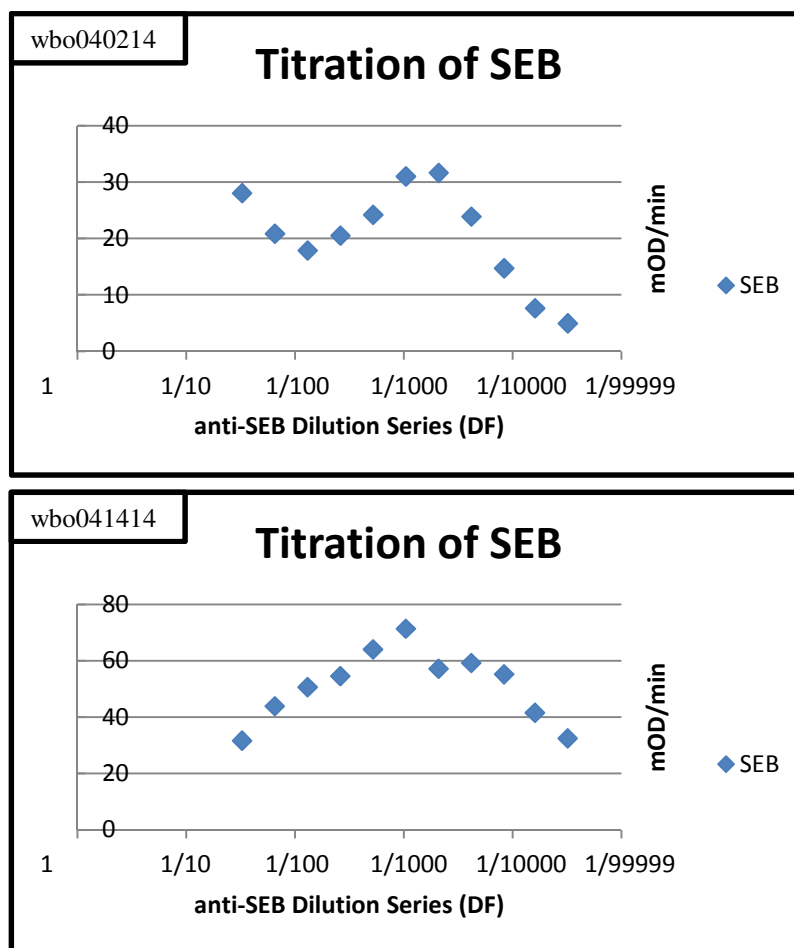 wbo040214
Titration of SEB
40
30
20
10
0
1 1/10 1/100 1/1000 1/10000 1/99999
anti-SEB Dilution Series (DF)
mOD/min
SEB
wbo041414
Titration of SEB
80
60
40
20
0
1 1/10 1/100 1/1000 1/10000 1/99999
anti-SEB Dilution Series (DF)
mOD/min
SEB